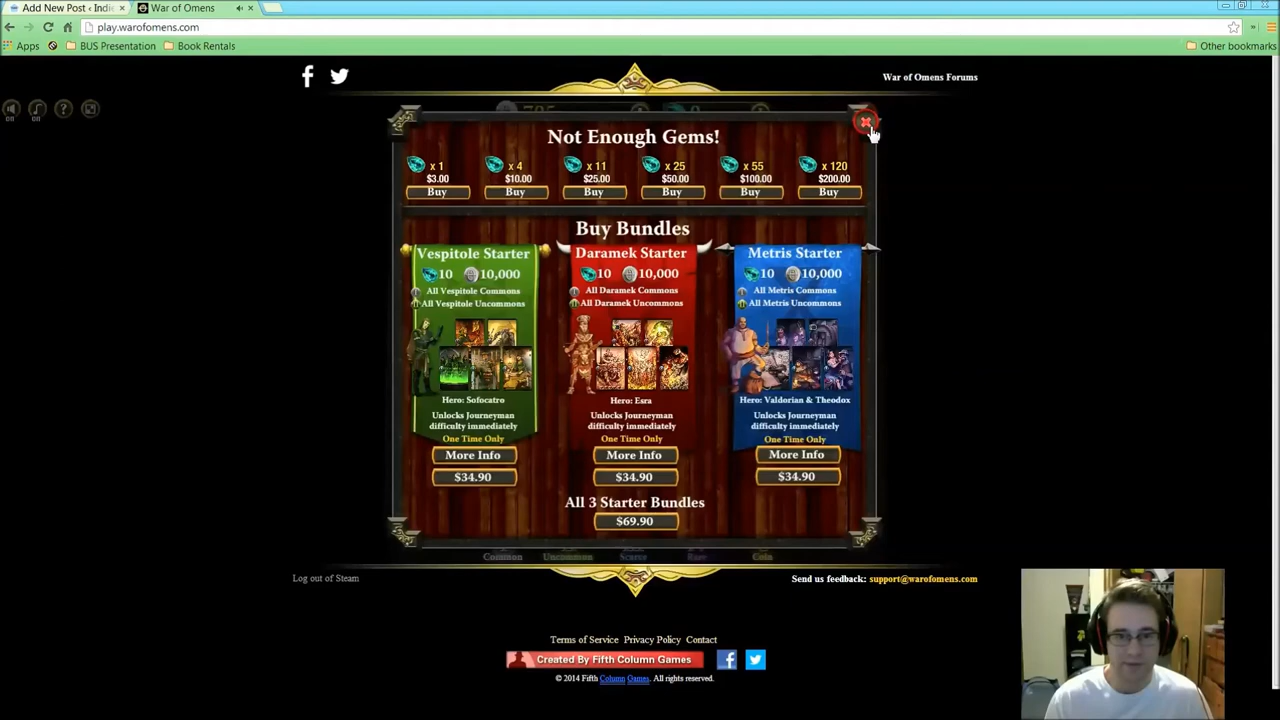 Add New Post ‹ Indie
War of Omens
play.warofomens.com
Apps
BUS Presentation
Book Rentals
Other bookmarks
War of Omens Forums
on
on
Not Enough Gems!
x 1
x 4
x 11
x 25
x 55
x 120
$3.00
$10.00
$25.00
$50.00
$100.00
$200.00
Buy
Buy
Buy
Buy
Buy
Buy
Buy Bundles
Vespitole Starter
10 10,000
All Vespitole Commons
All Vespitole Uncommons
Hero: Sofocatro
Unlocks Journeyman
difficulty immediately
One Time Only
More Info
$34.90
Daramek Starter
10 10,000
All Daramek Commons
All Daramek Uncommons
Hero: Esra
Unlocks Journeyman
difficulty immediately
One Time Only
More Info
$34.90
Metris Starter
10 10,000
All Metris Commons
All Metris Uncommons
Hero: Valdorian & Theodox
Unlocks Journeyman
difficulty immediately
One Time Only
More Info
$34.90
All 3 Starter Bundles
$69.90
Common
Uncommon
Scarce
Rare
Coin
Log out of Steam
Send us feedback: support@warofomens.com
Terms of Service Privacy Policy Contact
Created By Fifth Column Games
© 2014 Fifth Column Games. All rights reserved.